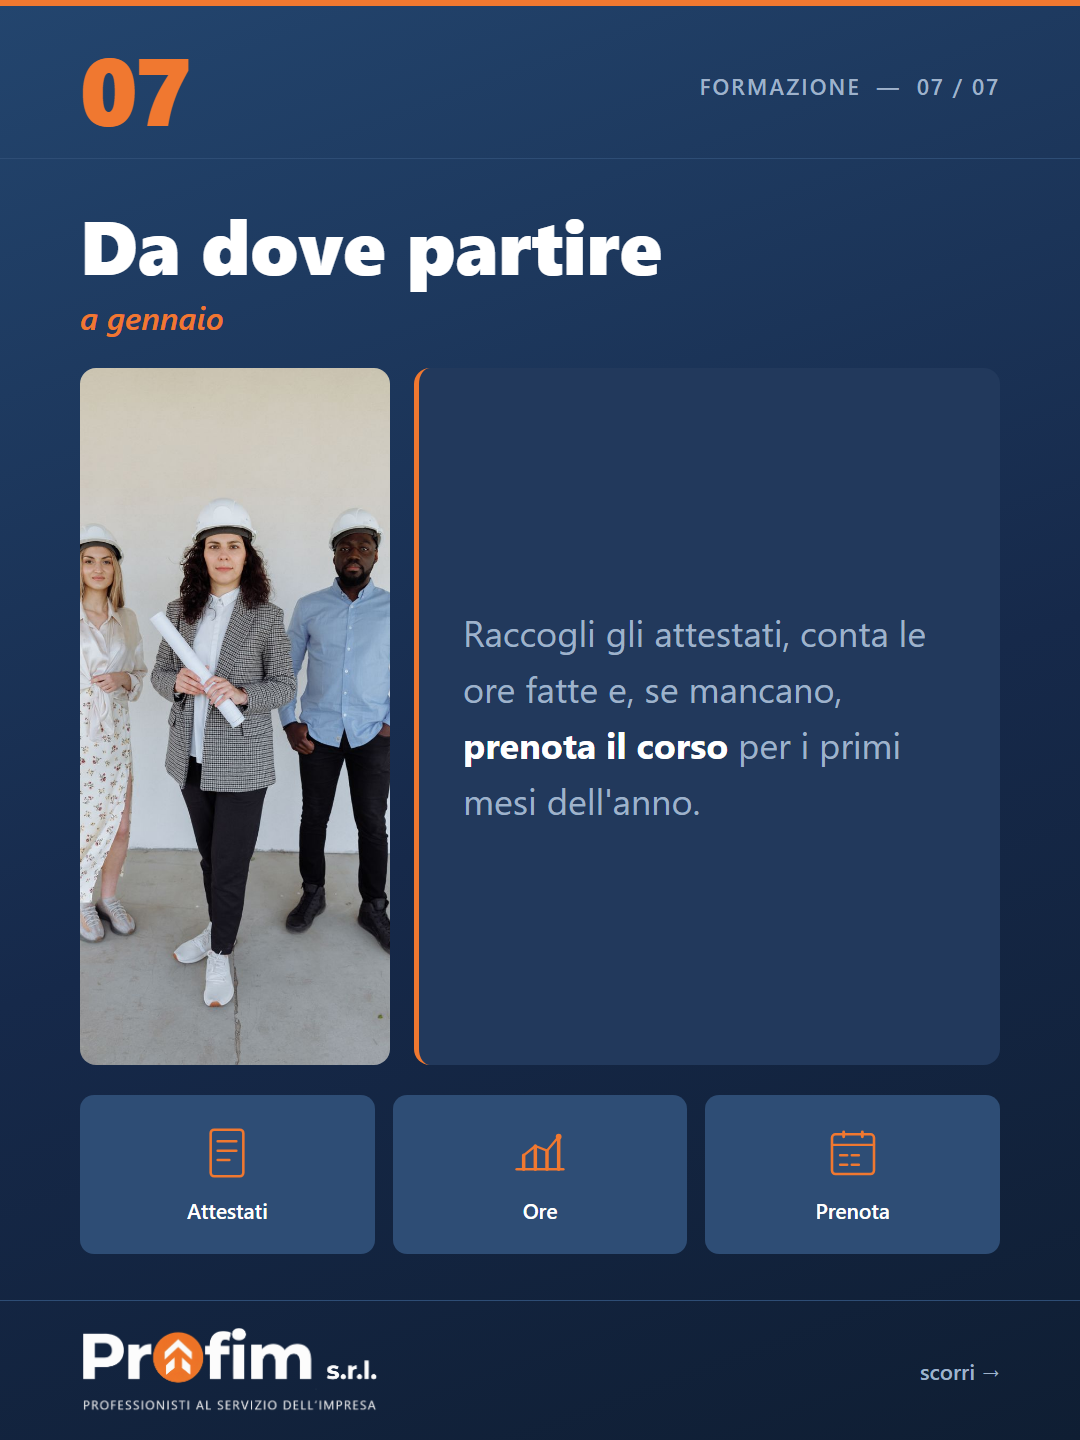 07
FORMAZIONE — 07 / 07
Da dove partire
a gennaio
Raccogli gli attestati, conta le
ore fatte e, se mancano,
prenota il corso per i primi
mesi dell'anno.
Attestati
Ore
Prenota
Profim s.r.l.
PROFESSIONISTI AL SERVIZIO DELL'IMPRESA
scorri →